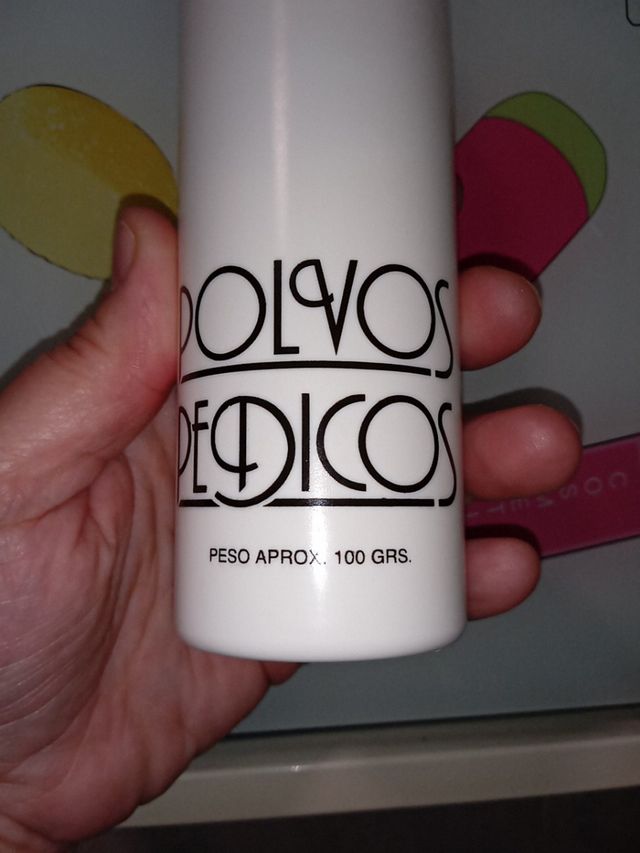 POLVOS
PEDICOS
PESO APROX. 100 GRS.